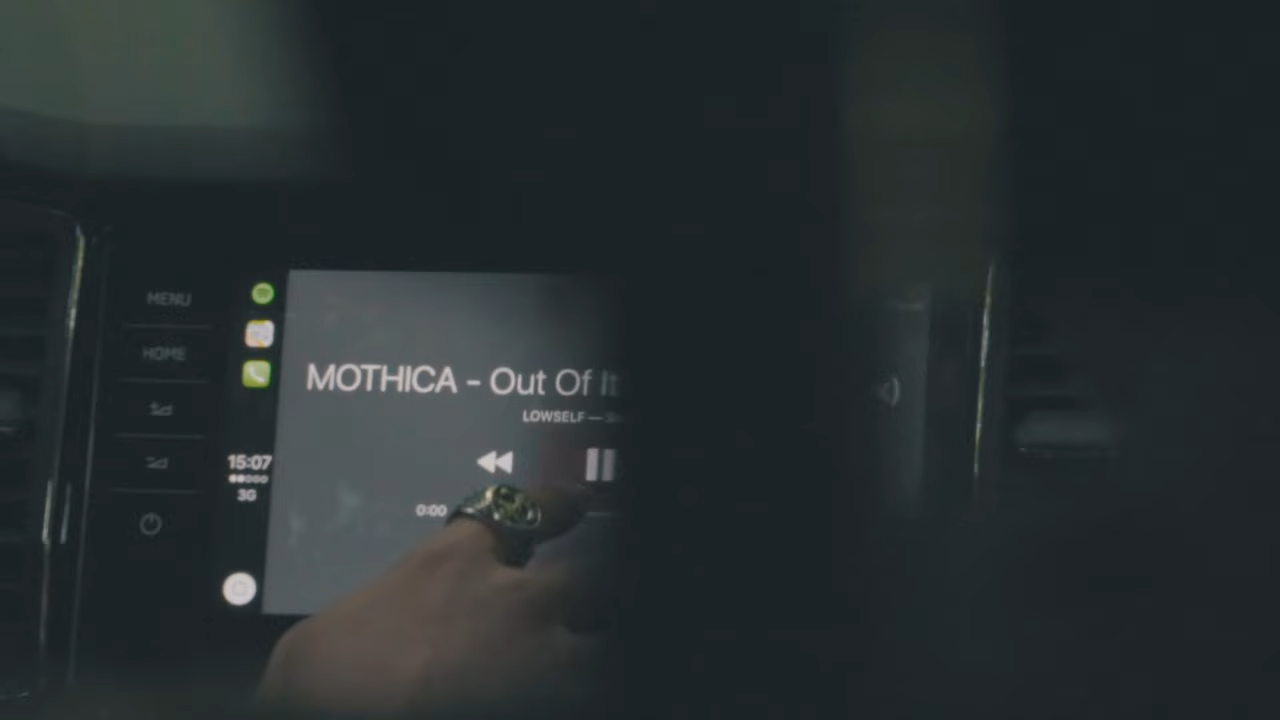 MENU
HOME
15:07
3G
MOTHICA - Out Of
LOWSELF —
0:00